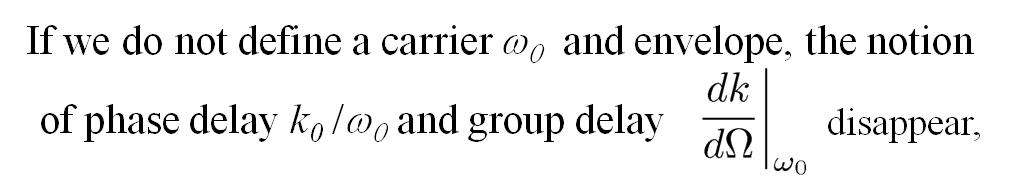 If we do not define a carrier ω₀ and envelope, the notion
of phase delay k₀/ω₀ and group delay dk/dΩ|ω₀ disappear,